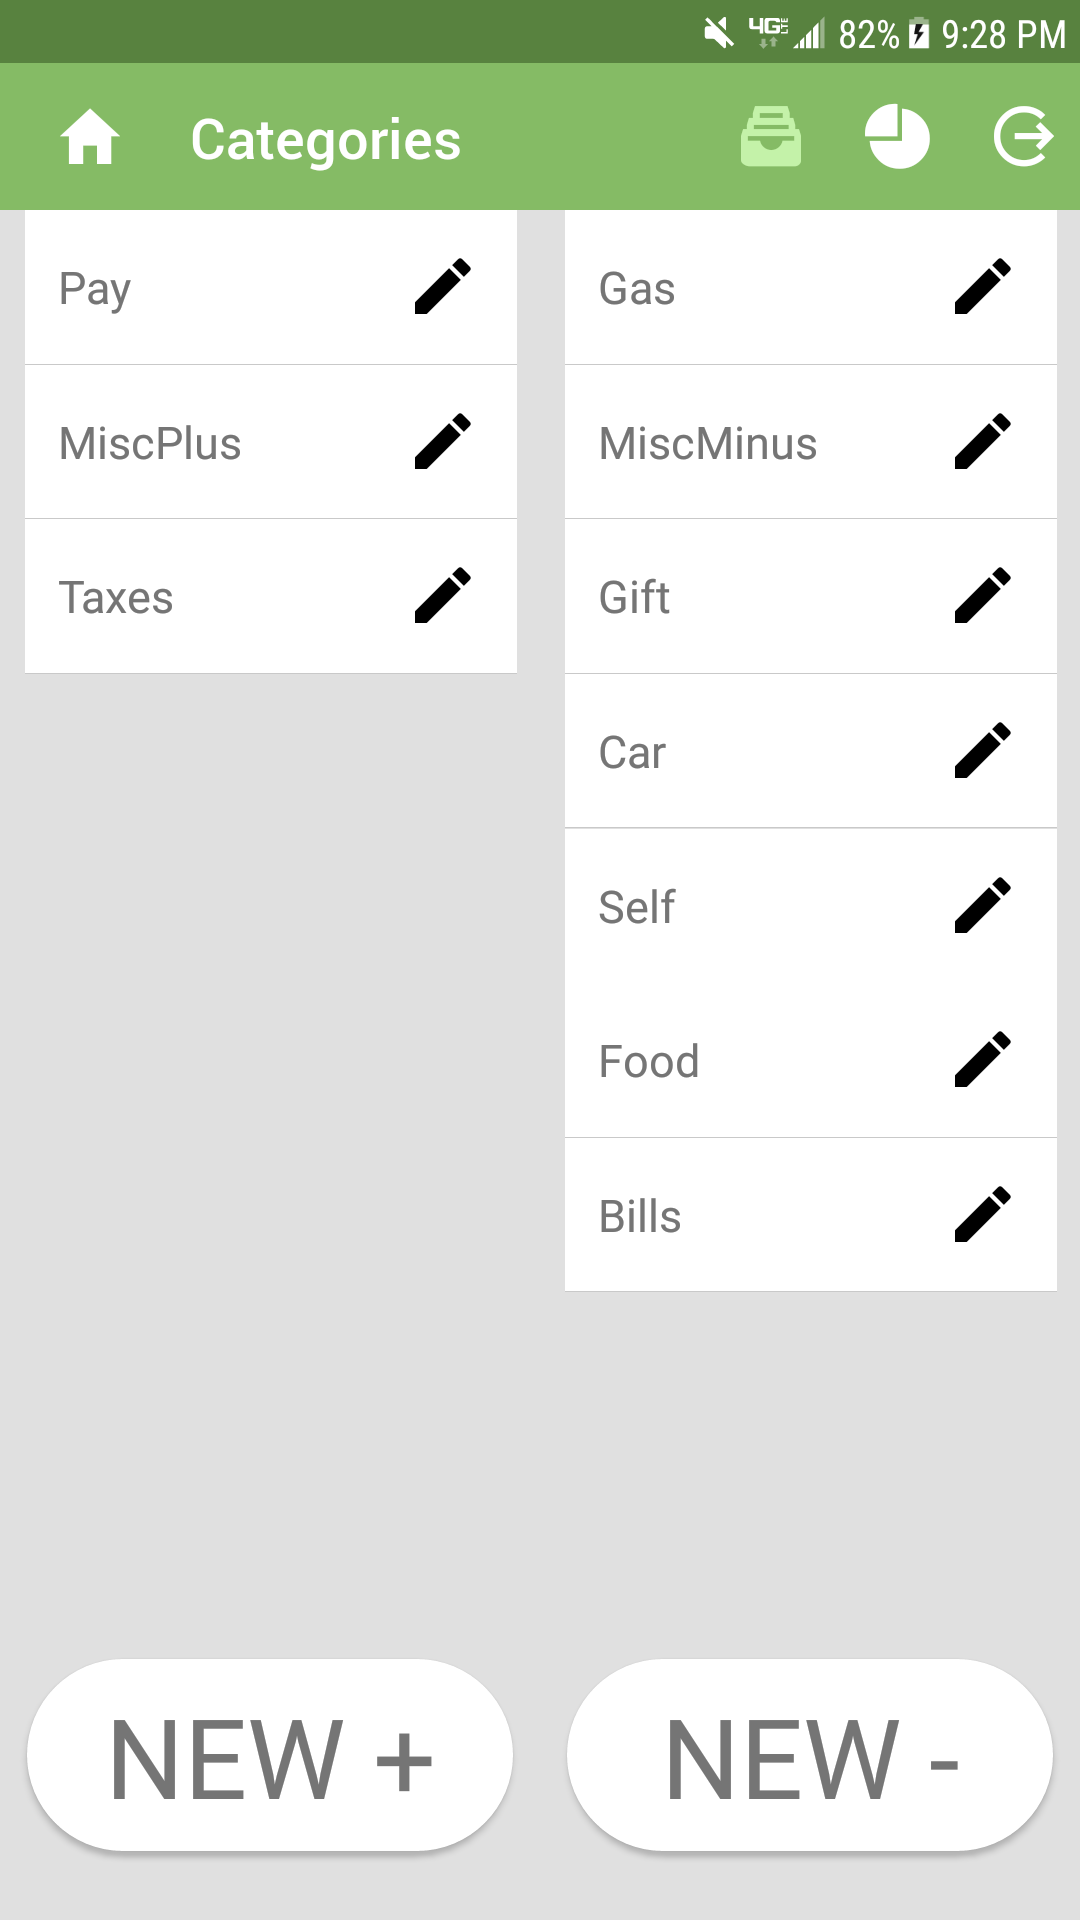 4G LTE 82% 9:28 PM
Categories
Pay
MiscPlus
Taxes
Gas
MiscMinus
Gift
Car
Self
Food
Bills
NEW +
NEW -